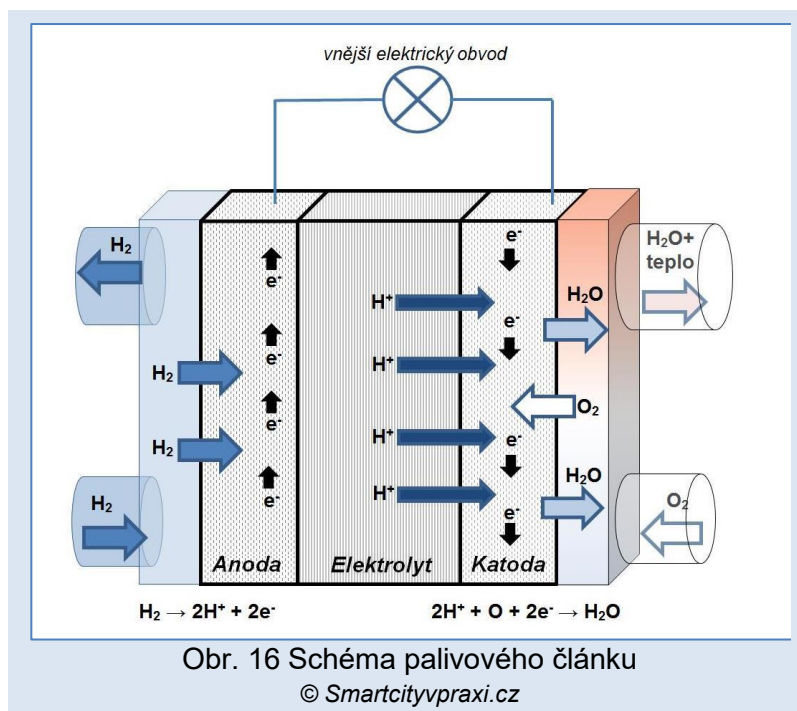 vnější elektrický obvod
H₂
H₂O+
teplo
e⁻
e⁻
H⁺
H₂O
e⁻
e⁻
H⁺
H₂
O₂
e⁻
H⁺
e⁻
H₂
H₂O
H₂
H⁺
e⁻
e⁻
O₂
Anoda
Elektrolyt
Katoda
H₂ → 2H⁺ + 2e⁻
2H⁺ + O + 2e⁻ → H₂O
Obr. 16 Schéma palivového článku
© Smartcityvpraxi.cz